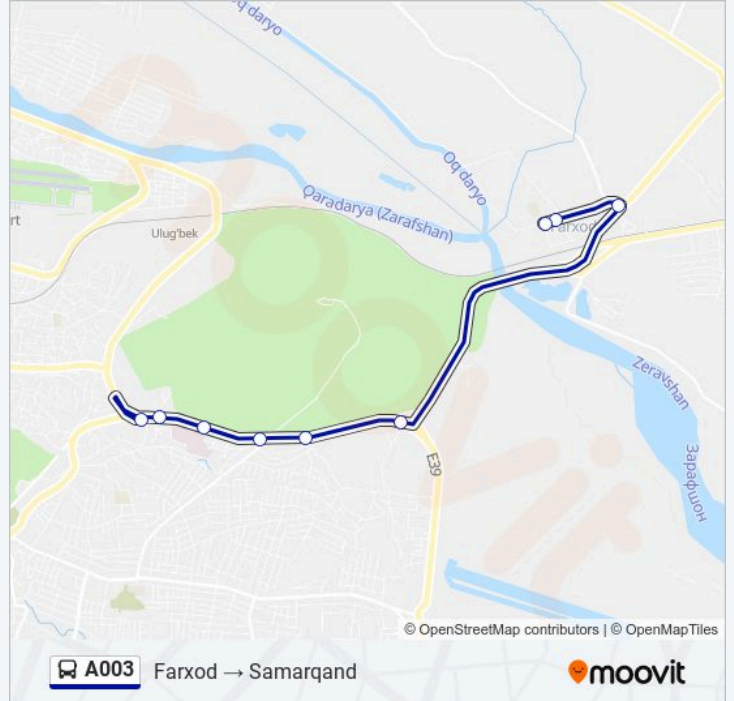 Oq daryo
Oq daryo
Qaradarya (Zarafshan)
rt
Ulug'bek
Farxod
Zeravshan
Зарафшон
E39
© OpenStreetMap contributors | © OpenMapTiles
A003 Farxod → Samarqand
moovit